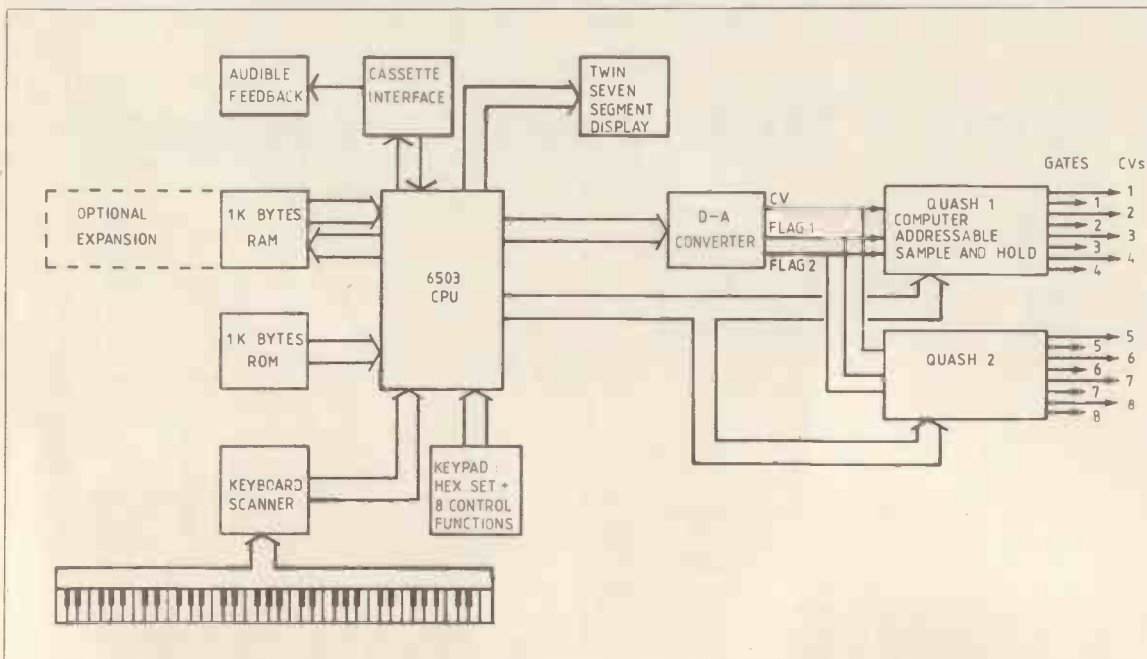 AUDIBLE
FEEDBACK
CASSETTE
INTERFACE
TWIN
SEVEN
SEGMENT
DISPLAY
OPTIONAL
EXPANSION
1K BYTES
RAM
6503
CPU
D-A
CONVERTER
CV
FLAG 1
FLAG 2
QUASH 1
COMPUTER
ADDRESSABLE
SAMPLE AND HOLD
GATES CVs
1
1
2
2
3
3
4
4
1K BYTES
ROM
QUASH 2
5
5
6
6
7
7
8
8
KEYBOARD
SCANNER
KEYPAD :
HEX SET +
8 CONTROL
FUNCTIONS